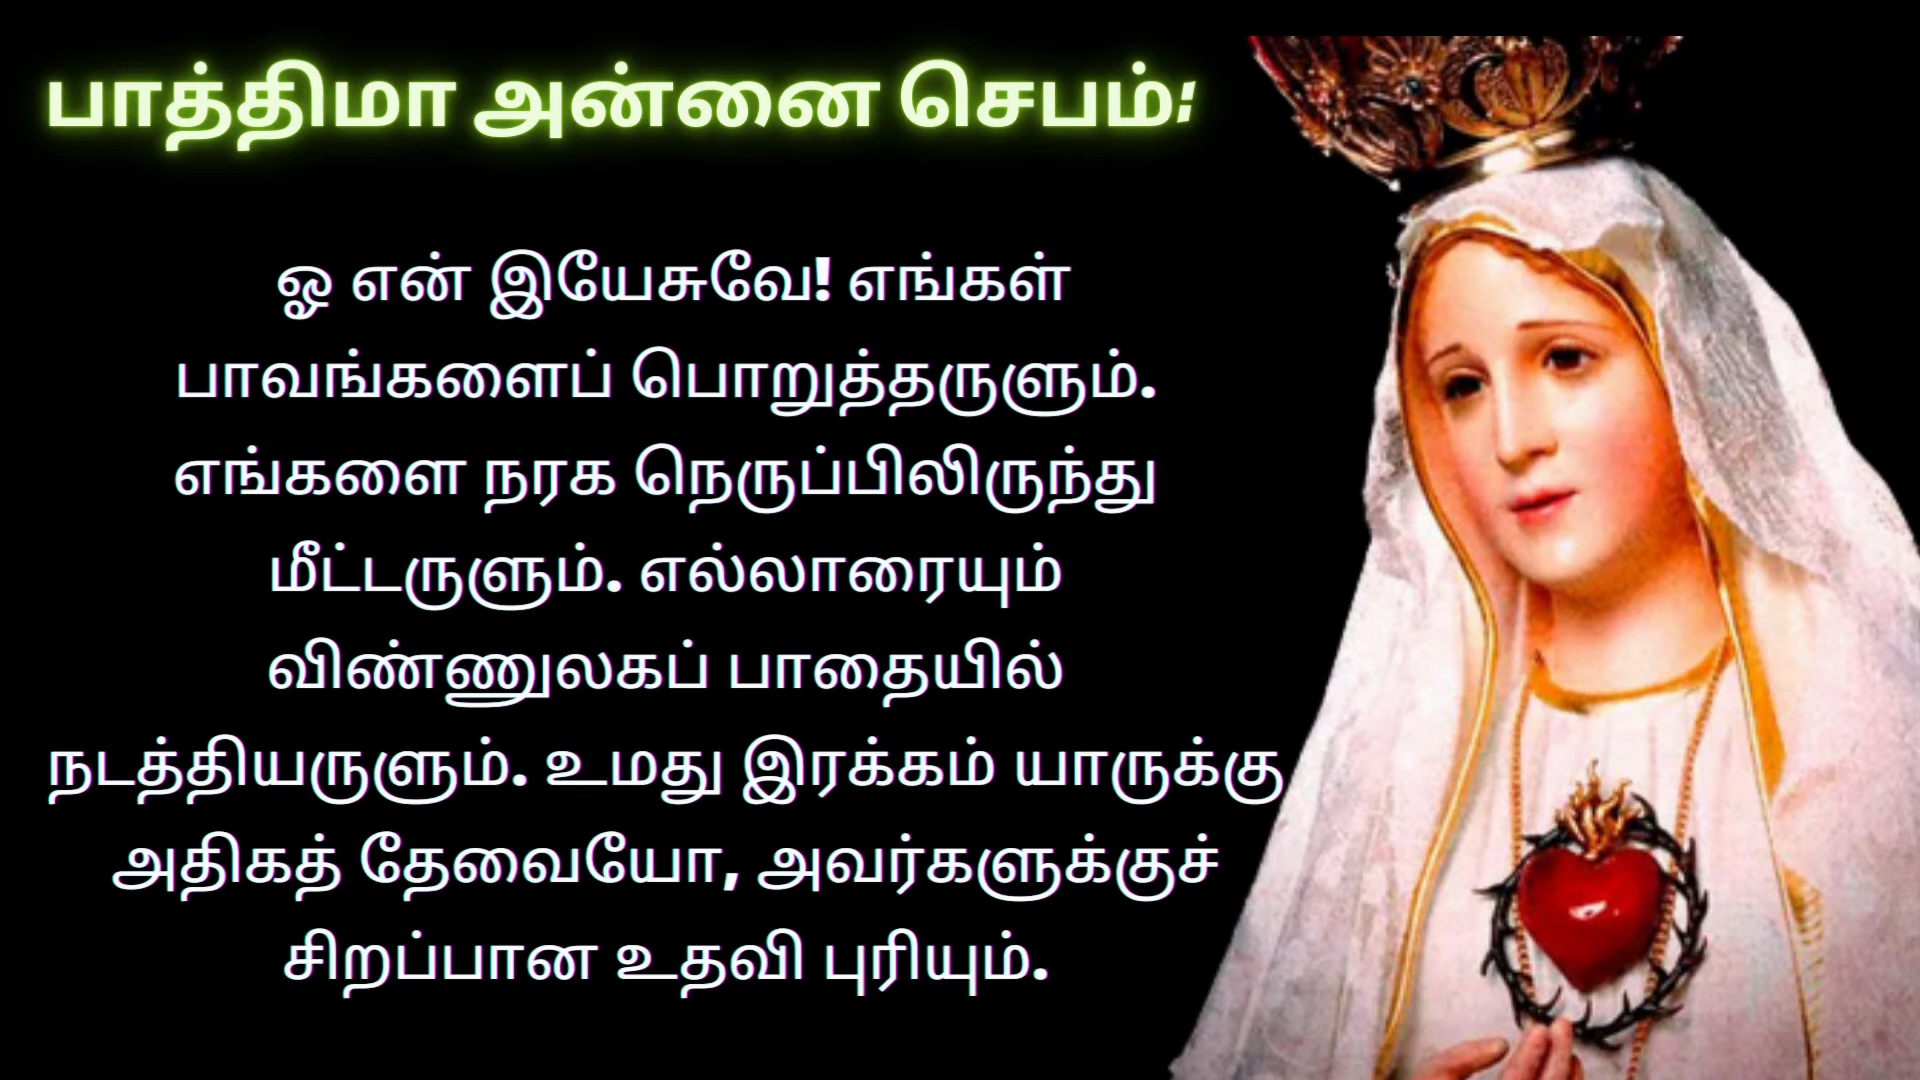 பாத்திமா அன்னை செபம்:
ஓ என் இயேசுவே! எங்கள்
பாவங்களைப் பொறுத்தருளும்.
எங்களை நரக நெருப்பிலிருந்து
மீட்டருளும். எல்லாரையும்
விண்ணுலகப் பாதையில்
நடத்தியருளும். உமது இரக்கம் யாருக்கு
அதிகத் தேவையோ, அவர்களுக்குச்
சிறப்பான உதவி புரியும்.